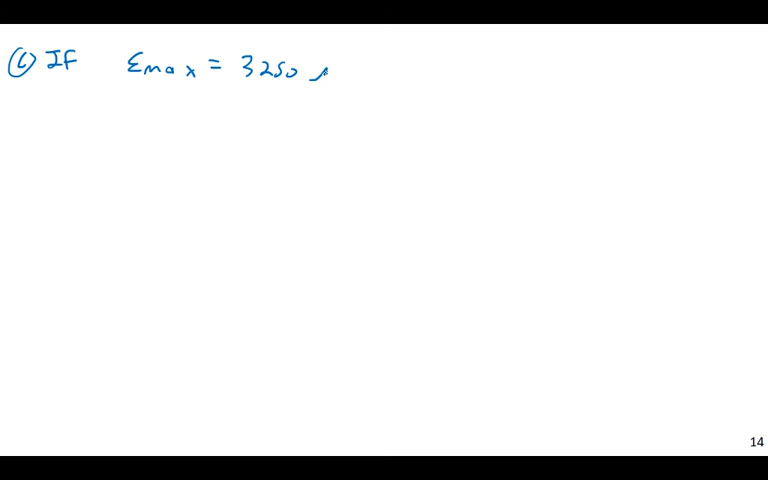 (c) If εmax = 3250
14